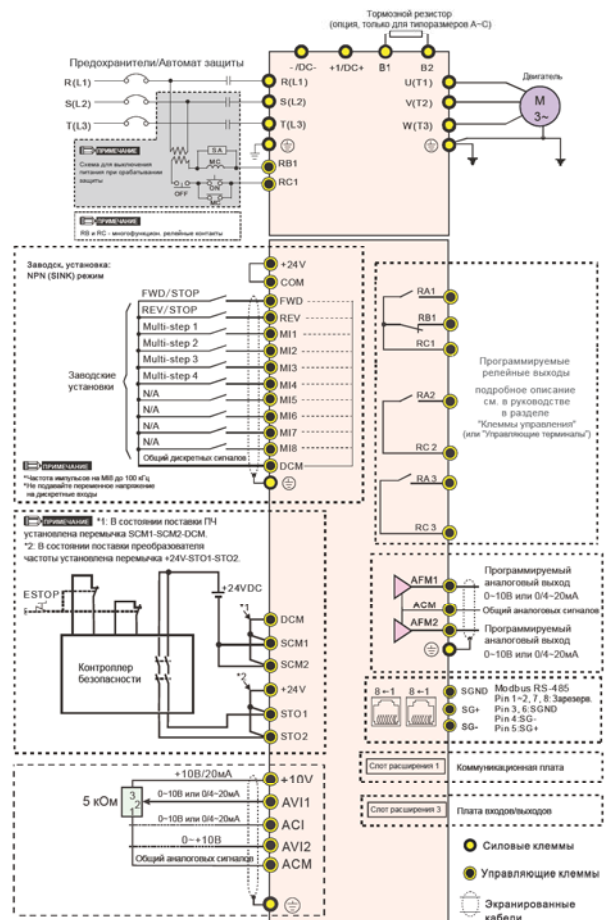 Тормозной резистор
(опция, только для типоразмеров A~C)
Предохранители/Автомат защиты
- /DC-
+1/DC+
B1
B2
Двигатель
R(L1)
R(L1)
U(T1)
S(L2)
S(L2)
V(T2)
M
3~
T(L3)
T(L3)
W(T3)
ПРИМЕЧАНИЕ
Схема для выключения
питания при срабатывании
защиты
SA
MC
OFF
ON
MC
RB1
RC1
ПРИМЕЧАНИЕ
RB и RC - многофункцион. релейные контакты
Заводск. установка:
NPN (SINK) режим
+24V
COM
FWD/STOP
FWD
REV/STOP
REV
Multi-step 1
MI1
Multi-step 2
MI2
Multi-step 3
MI3
Multi-step 4
MI4
N/A
MI5
N/A
MI6
N/A
MI7
N/A
MI8
Заводские
установки
Общий дискретных сигналов
DCM
ПРИМЕЧАНИЕ
*Частота импульсов на MI8 до 100 кГц
*Не подавайте переменное напряжение
на дискретные входы
RA1
RB1
RC1
RA2
RC2
RA3
RC3
Программируемые
релейные выходы
подробное описание
см. в руководстве
в разделе
"Клеммы управления"
(или "Управляющие терминалы")
ПРИМЕЧАНИЕ *1: В состоянии поставки ПЧ
установлена перемычка SCM1-SCM2-DCM.
*2: В состоянии поставки преобразователя
частоты установлена перемычка +24V-STO1-STO2.
ESTOP
+24VDC
*1
DCM
SCM1
SCM2
Контроллер
безопасности
*2
+24V
STO1
STO2
AFM1
ACM
AFM2
Программируемый
аналоговый выход
0~10В или 0/4~20мА
Общий аналоговых сигналов
Программируемый
аналоговый выход
0~10В или 0/4~20мА
8←1
8←1
SGND
SG+
SG-
Modbus RS-485
Pin 1~2, 7, 8: Зарезерв.
Pin 3, 6:SGND
Pin 4:SG-
Pin 5:SG+
Слот расширения 1
Коммуникационная плата
Слот расширения 3
Плата входов/выходов
+10В/20мА
+10V
5 кОм
3
2
1
0~10В или 0/4~20мА
AVI1
0~10В или 0/4~20мА
ACI
0~+10В
AVI2
Общий аналоговых сигналов
ACM
Силовые клеммы
Управляющие клеммы
Экранированные
кабели